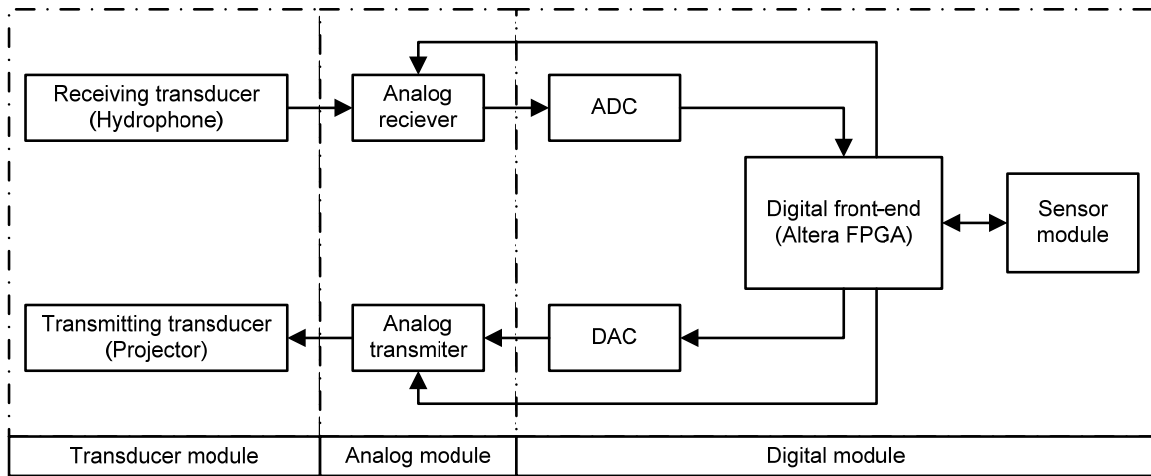 Receiving transducer
(Hydrophone)
Analog
reciever
ADC
Digital front-end
(Altera FPGA)
Sensor
module
Transmitting transducer
(Projector)
Analog
transmiter
DAC
Transducer module
Analog module
Digital module